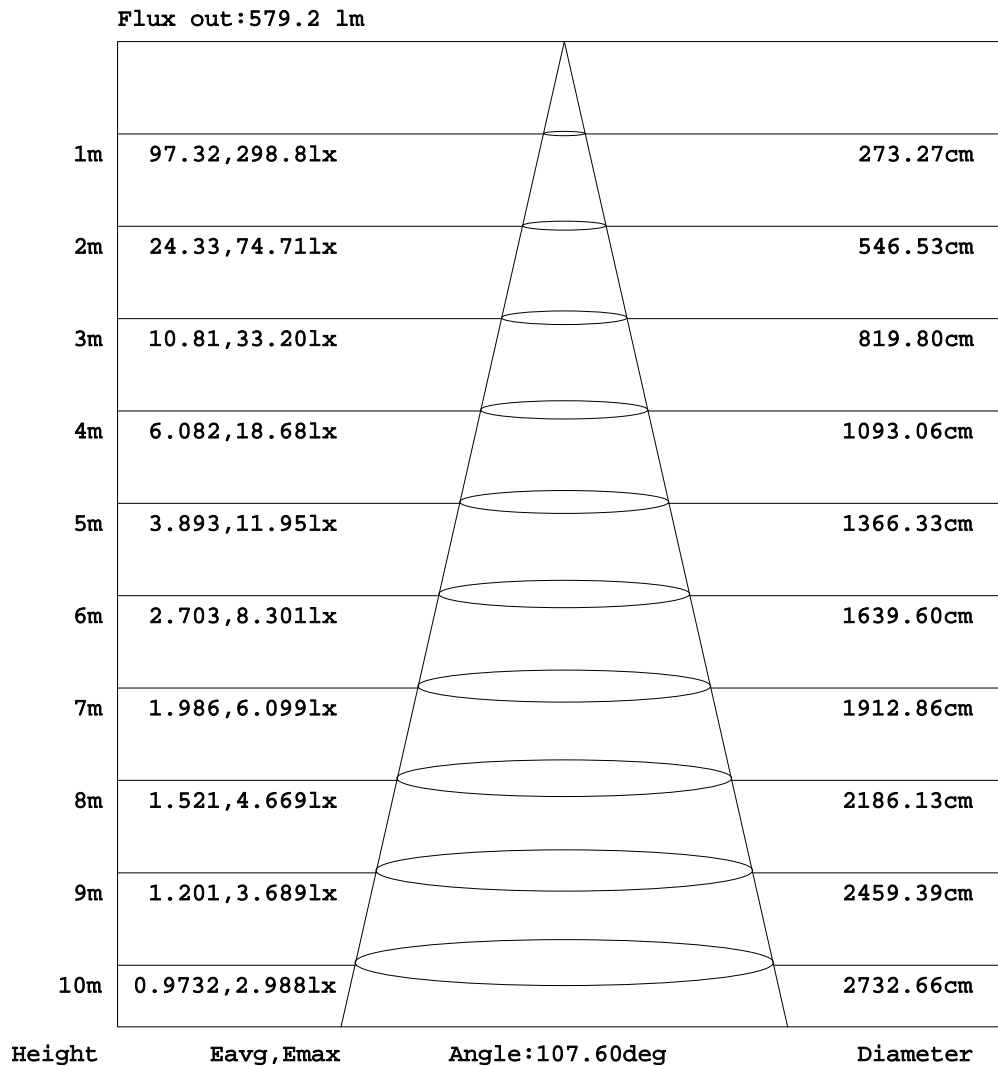 Flux out:579.2 lm
1m 97.32,298.8lx 273.27cm
2m 24.33,74.71lx 546.53cm
3m 10.81,33.20lx 819.80cm
4m 6.082,18.68lx 1093.06cm
5m 3.893,11.95lx 1366.33cm
6m 2.703,8.301lx 1639.60cm
7m 1.986,6.099lx 1912.86cm
8m 1.521,4.669lx 2186.13cm
9m 1.201,3.689lx 2459.39cm
10m 0.9732,2.988lx 2732.66cm
Height Eavg,Emax Angle:107.60deg Diameter